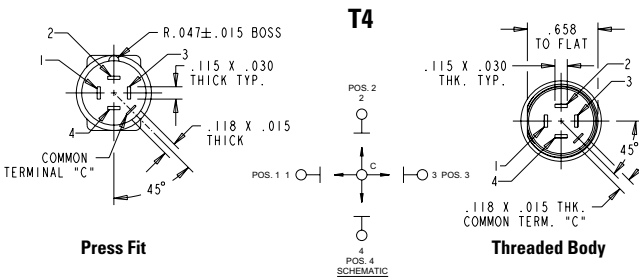 T4
2
R.047±.015 BOSS
1
3
.115 X .030
THICK TYP.
4
.118 X .015
THICK
COMMON
TERMINAL "C"
45°
Press Fit
POS. 2
2
C
POS. 1 1
3 POS. 3
4
POS. 4
SCHEMATIC
.658
TO FLAT
.115 X .030
THK. TYP.
2
3
1
4
45°
.118 X .015 THK.
COMMON TERM. "C"
Threaded Body